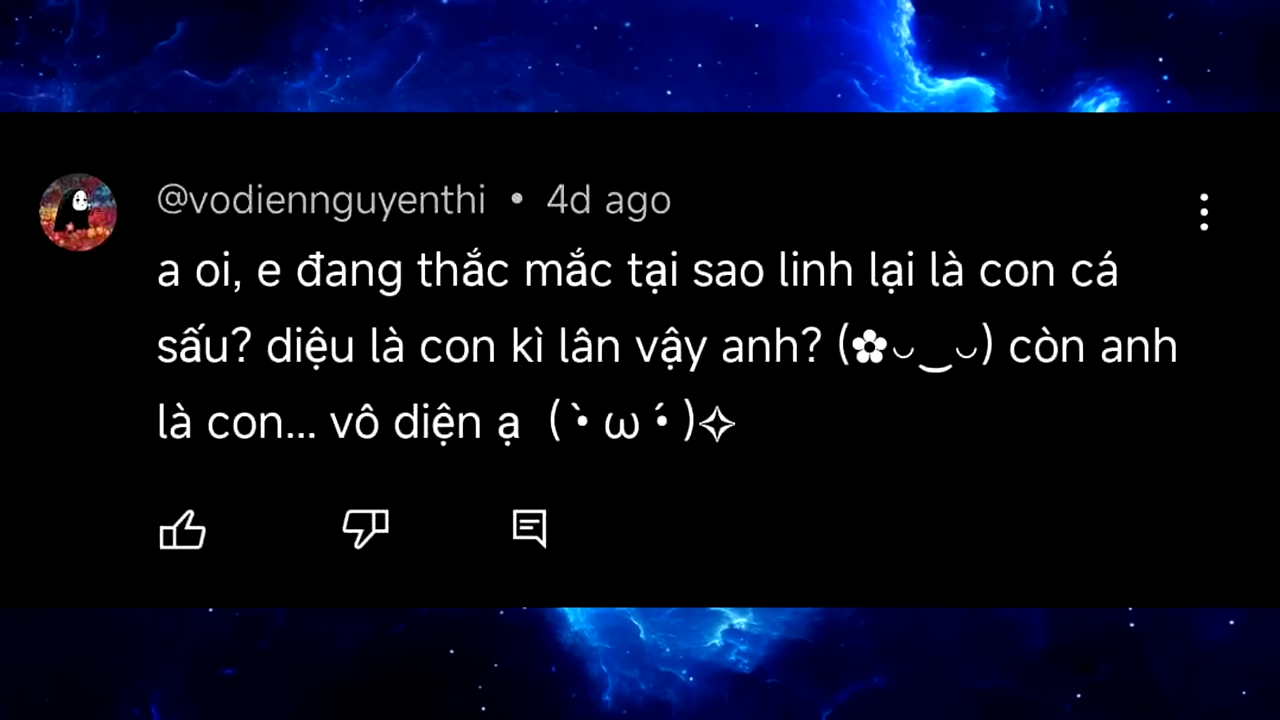 @vodiennguyenthi • 4d ago
a oi, e đang thắc mắc tại sao linh lại là con cá
sấu? diệu là con kì lân vậy anh? (✿◡‿◡) còn anh
là con... vô diện ạ (•̀ ω •́ )✧